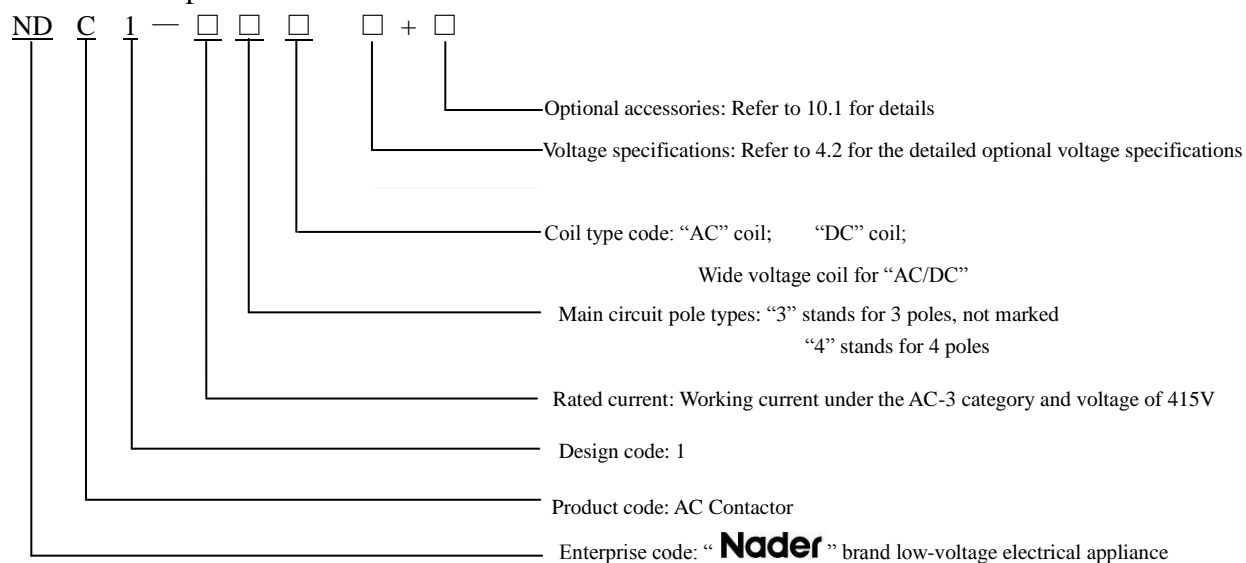 ND C 1 — □ □ □ □ + □
Optional accessories: Refer to 10.1 for details
Voltage specifications: Refer to 4.2 for the detailed optional voltage specifications
Coil type code: “AC” coil; “DC” coil;
Wide voltage coil for “AC/DC”
Main circuit pole types: “3” stands for 3 poles, not marked
“4” stands for 4 poles
Rated current: Working current under the AC-3 category and voltage of 415V
Design code: 1
Product code: AC Contactor
Enterprise code: “ Nader ” brand low-voltage electrical appliance